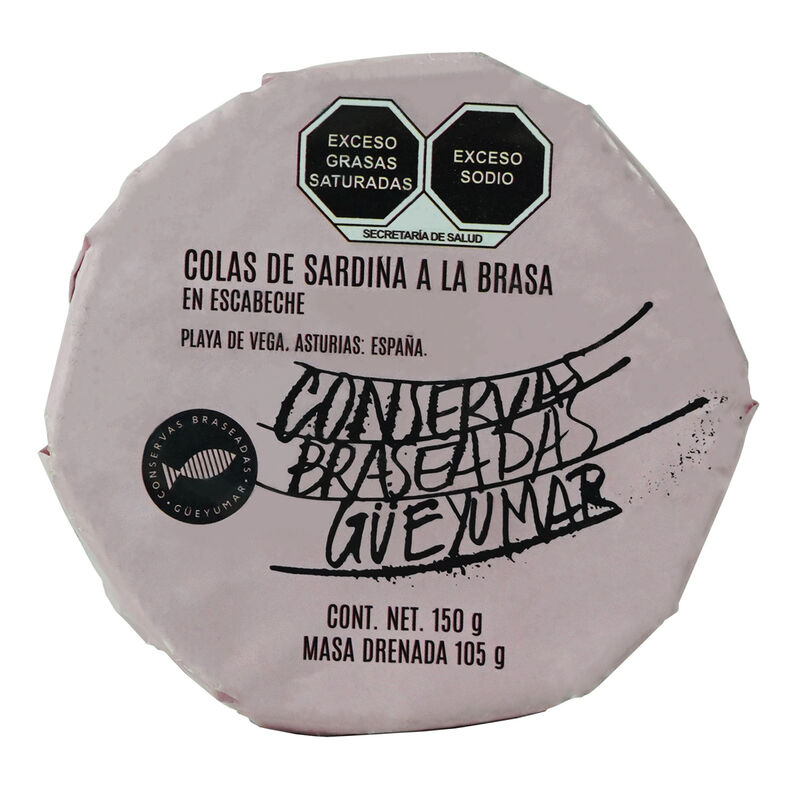 EXCESO
GRASAS
SATURADAS
EXCESO
SODIO
SECRETARÍA DE SALUD
COLAS DE SARDINA A LA BRASA
EN ESCABECHE
PLAYA DE VEGA. ASTURIAS: ESPAÑA.
CONSERVAS
BRASEADAS
GÜEYUMAR
CONSERVAS BRASEADAS
· GÜEYUMAR ·
CONT. NET. 150 g
MASA DRENADA 105 g